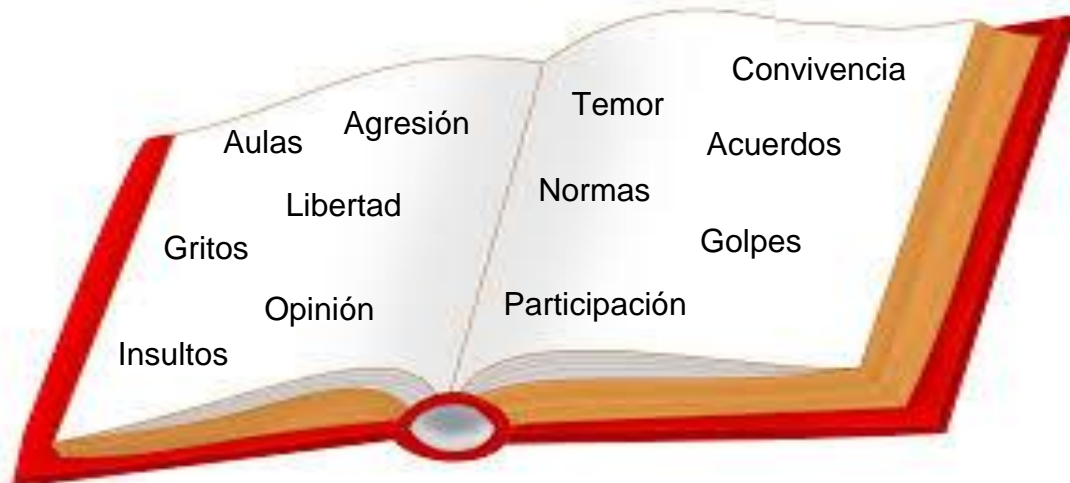 Aulas
Agresión
Libertad
Gritos
Opinión
Insultos
Convivencia
Temor
Acuerdos
Normas
Golpes
Participación